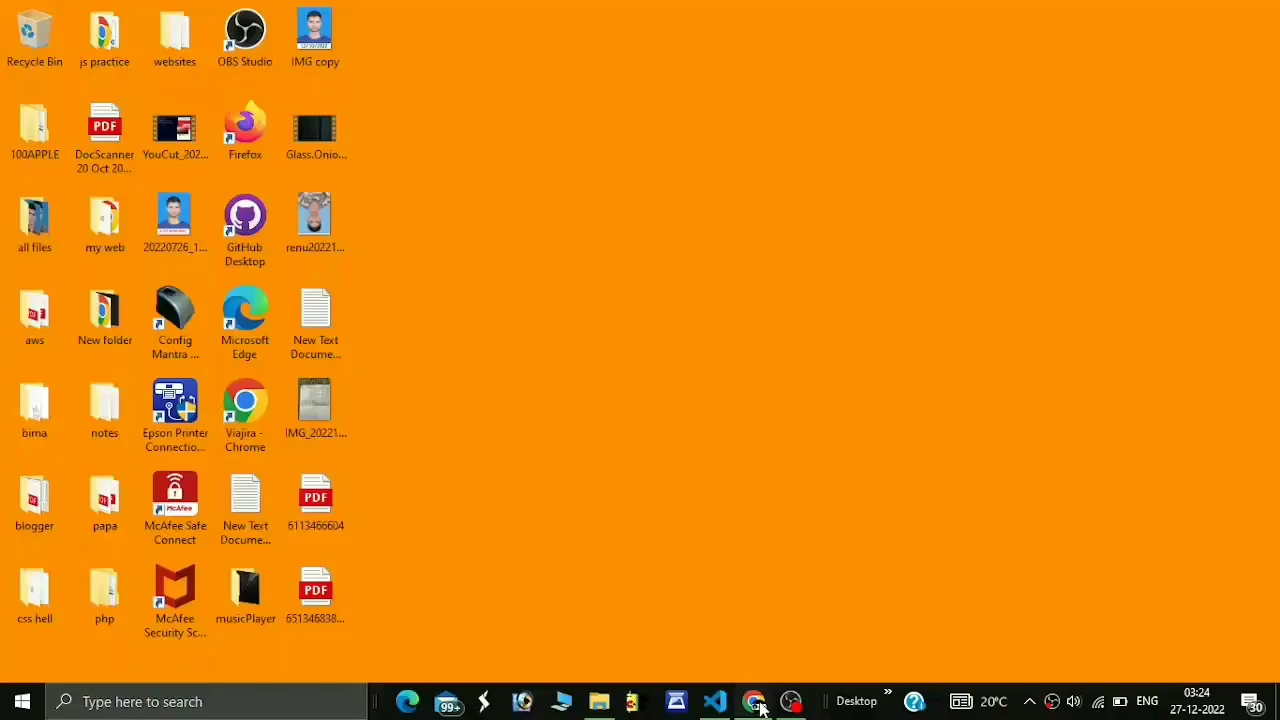 Recycle Bin
js practice
websites
OBS Studio
IMG copy
100APPLE
PDF
DocScanner
20 Oct 20...
YouCut_202...
Firefox
Glass.Onio...
all files
my web
20220726_1...
GitHub
Desktop
renu20221...
aws
New folder
Config
Mantra ...
Microsoft
Edge
New Text
Docume...
bima
notes
Epson Printer
Connectio...
Viajira -
Chrome
IMG_20221...
blogger
papa
McAfee
McAfee Safe
Connect
New Text
Docume...
PDF
6113466604
css hell
php
McAfee
Security Sc...
musicPlayer
PDF
651346838...
Type here to search
99+
Desktop
20°C
ENG
03:24
27-12-2022
30